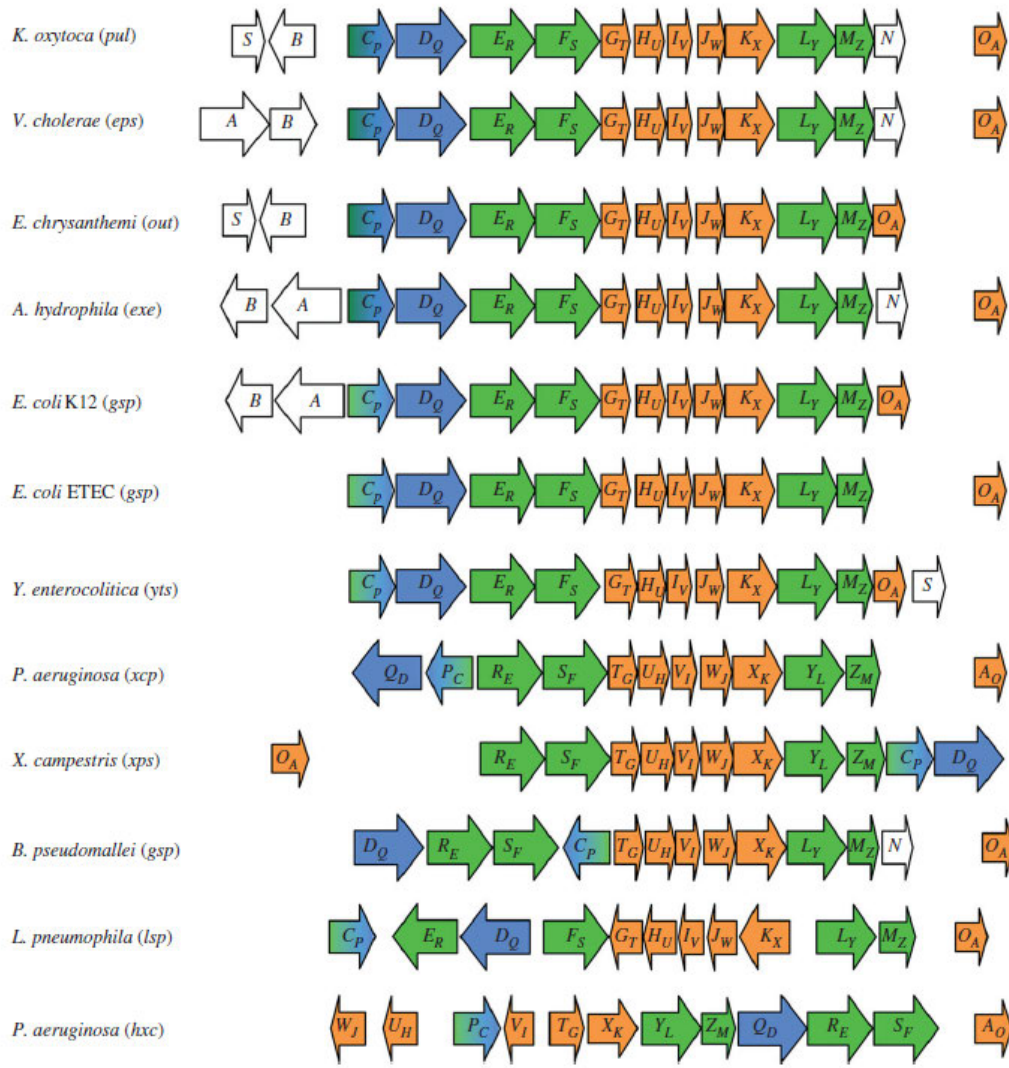 K. oxytoca (pul) S B C_p D_Q E_R F_S G_T H_U I_V J_W K_X L_Y M_Z N O_A
V. cholerae (eps) A B C_p D_Q E_R F_S G_T H_U I_V J_W K_X L_Y M_Z N O_A
E. chrysanthemi (out) S B C_p D_Q E_R F_S G_T H_U I_V J_W K_X L_Y M_Z O_A
A. hydrophila (exe) B A C_p D_Q E_R F_S G_T H_U I_V J_W K_X L_Y M_Z N O_A
E. coli K12 (gsp) B A C_p D_Q E_R F_S G_T H_U I_V J_W K_X L_Y M_Z O_A
E. coli ETEC (gsp) C_p D_Q E_R F_S G_T H_U I_V J_W K_X L_Y M_Z O_A
Y. enterocolitica (yts) C_p D_Q E_R F_S G_T H_U I_V J_W K_X L_Y M_Z O_A S
P. aeruginosa (xcp) Q_D P_C R_E S_F T_G U_H V_I W_J X_K Y_L Z_M A_O
X. campestris (xps) O_A R_E S_F T_G U_H V_I W_J X_K Y_L Z_M C_P D_Q
B. pseudomallei (gsp) D_Q R_E S_F C_P T_G U_H V_I W_J X_K L_Y M_Z N O_A
L. pneumophila (lsp) C_P E_R D_Q F_S G_T H_U I_V J_W K_X L_Y M_Z O_A
P. aeruginosa (hxc) W_J U_H P_C V_I T_G X_K Y_L Z_M Q_D R_E S_F A_O